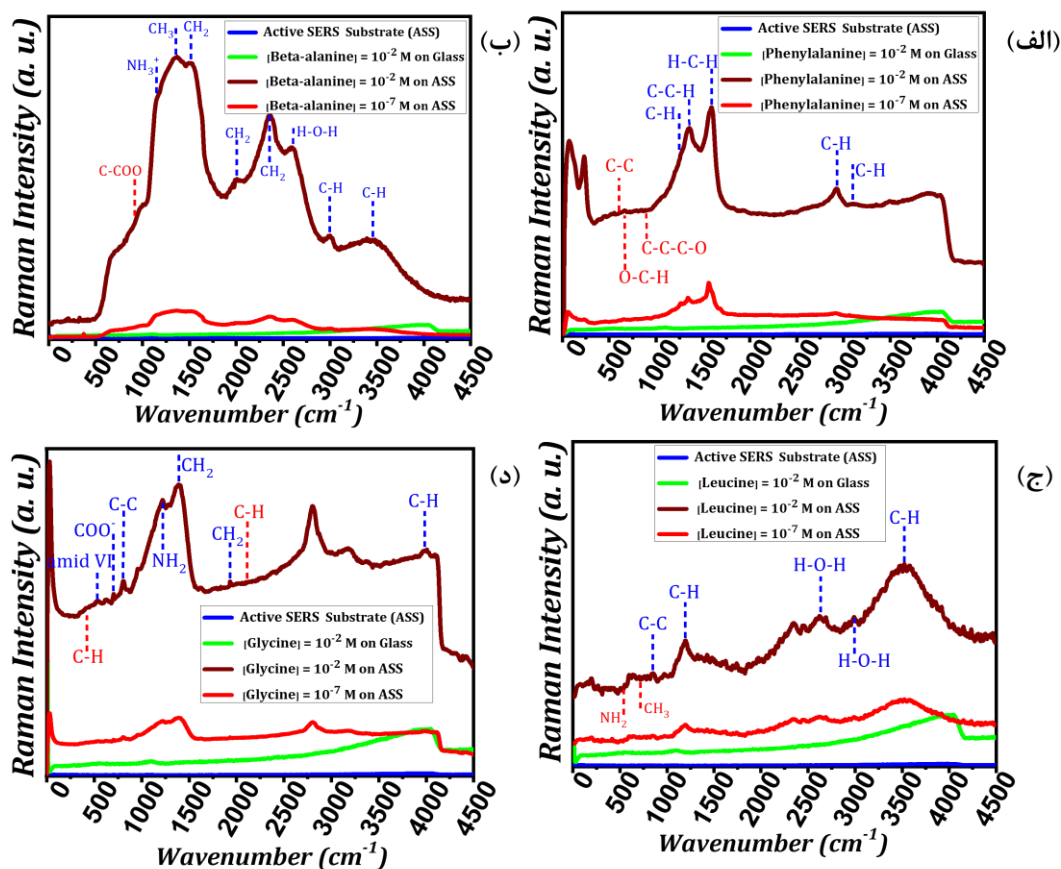 (ب)
Raman Intensity (a. u.)
Active SERS Substrate (ASS)
[Beta-alanine] = 10⁻² M on Glass
[Beta-alanine] = 10⁻² M on ASS
[Beta-alanine] = 10⁻⁷ M on ASS
CH₃
CH₂
NH₃⁺
C-COO
CH₂
CH₂
H-O-H
C-H
C-H
0 500 1000 1500 2000 2500 3000 3500 4000 4500
Wavenumber (cm⁻¹)
(الف)
Raman Intensity (a. u.)
Active SERS Substrate (ASS)
[Phenylalanine] = 10⁻² M on Glass
[Phenylalanine] = 10⁻² M on ASS
[Phenylalanine] = 10⁻⁷ M on ASS
H-C-H
C-C-H
C-H
C-C
C-C-C-O
O-C-H
C-H
C-H
0 500 1000 1500 2000 2500 3000 3500 4000 4500
Wavenumber (cm⁻¹)
(د)
Raman Intensity (a. u.)
CH₂
C-C
COO⁻
amid VI
NH₂
CH₂
C-H
C-H
C-H
Active SERS Substrate (ASS)
[Glycine] = 10⁻² M on Glass
[Glycine] = 10⁻² M on ASS
[Glycine] = 10⁻⁷ M on ASS
0 500 1000 1500 2000 2500 3000 3500 4000 4500
Wavenumber (cm⁻¹)
(ج)
Raman Intensity (a. u.)
Active SERS Substrate (ASS)
[Leucine] = 10⁻² M on Glass
[Leucine] = 10⁻² M on ASS
[Leucine] = 10⁻⁷ M on ASS
C-H
H-O-H
C-H
C-C
H-O-H
NH₂
CH₃
0 500 1000 1500 2000 2500 3000 3500 4000 4500
Wavenumber (cm⁻¹)